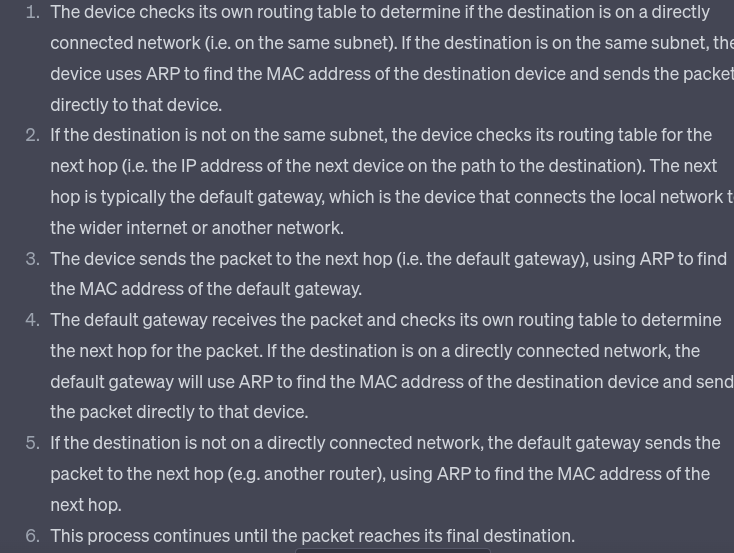 1. The device checks its own routing table to determine if the destination is on a directly
connected network (i.e. on the same subnet). If the destination is on the same subnet, the
device uses ARP to find the MAC address of the destination device and sends the packet
directly to that device.
2. If the destination is not on the same subnet, the device checks its routing table for the
next hop (i.e. the IP address of the next device on the path to the destination). The next
hop is typically the default gateway, which is the device that connects the local network t
the wider internet or another network.
3. The device sends the packet to the next hop (i.e. the default gateway), using ARP to find
the MAC address of the default gateway.
4. The default gateway receives the packet and checks its own routing table to determine
the next hop for the packet. If the destination is on a directly connected network, the
default gateway will use ARP to find the MAC address of the destination device and send
the packet directly to that device.
5. If the destination is not on a directly connected network, the default gateway sends the
packet to the next hop (e.g. another router), using ARP to find the MAC address of the
next hop.
6. This process continues until the packet reaches its final destination.